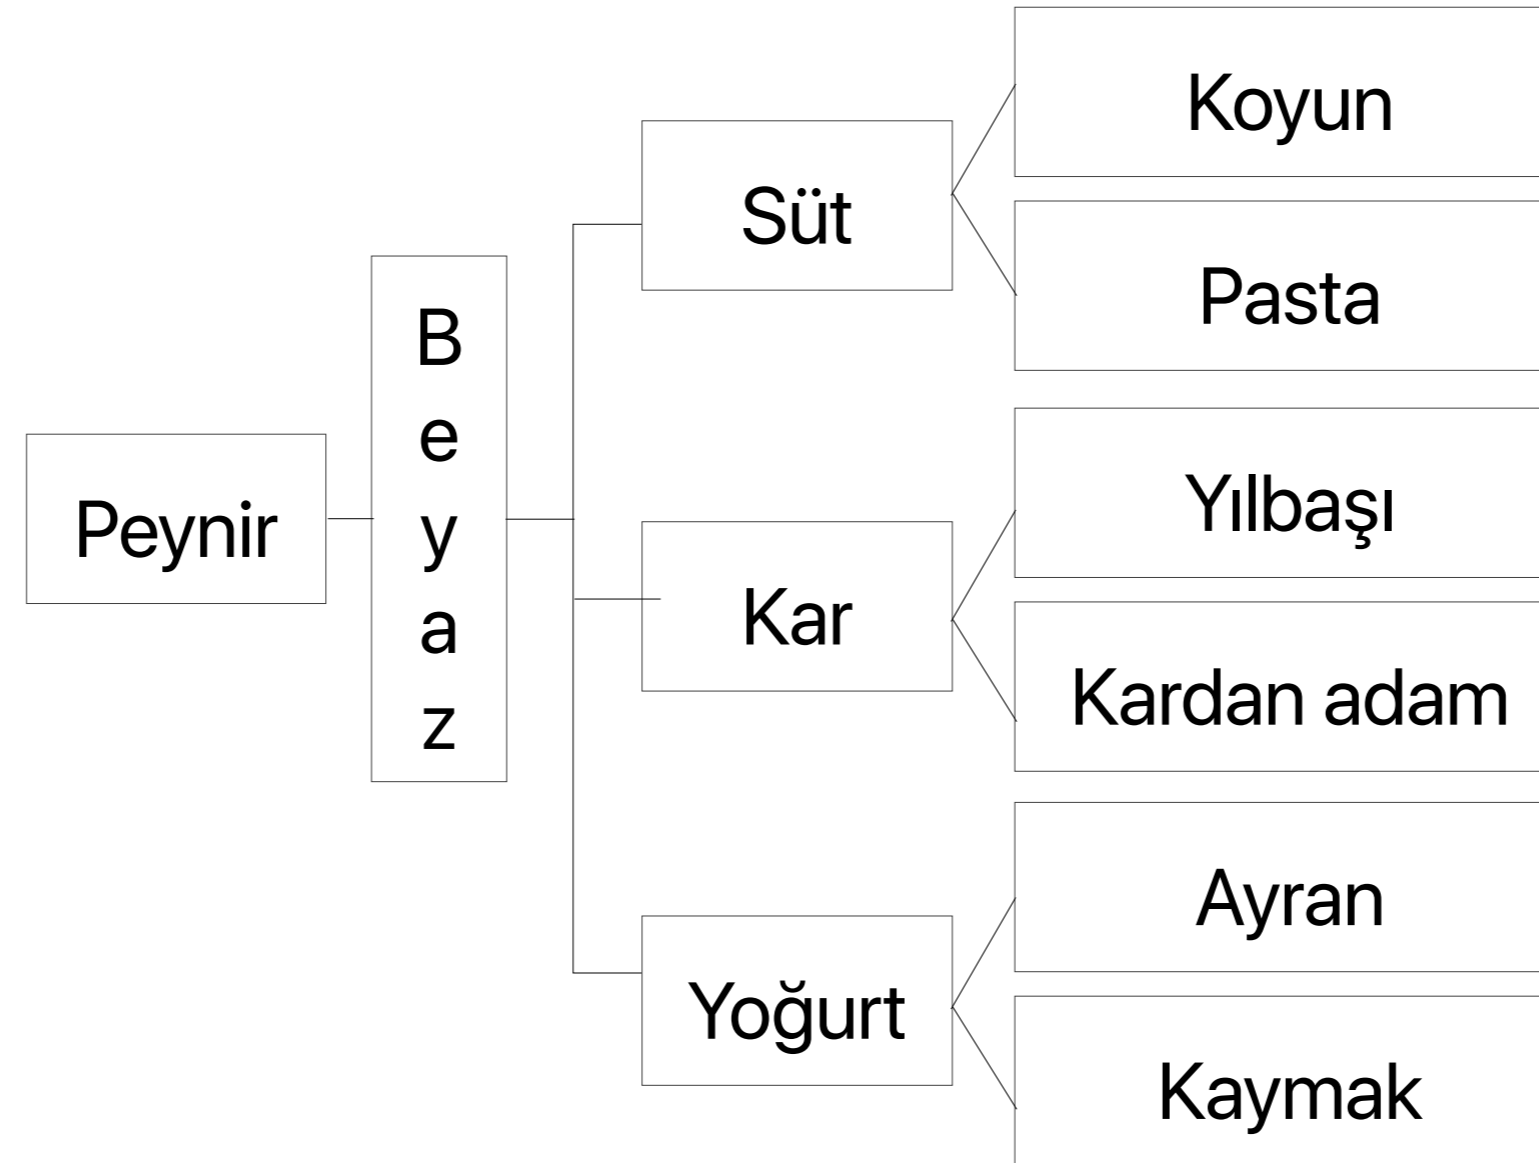 Peynir
Beyaz
Süt
Koyun
Pasta
Kar
Yılbaşı
Kardan adam
Yoğurt
Ayran
Kaymak